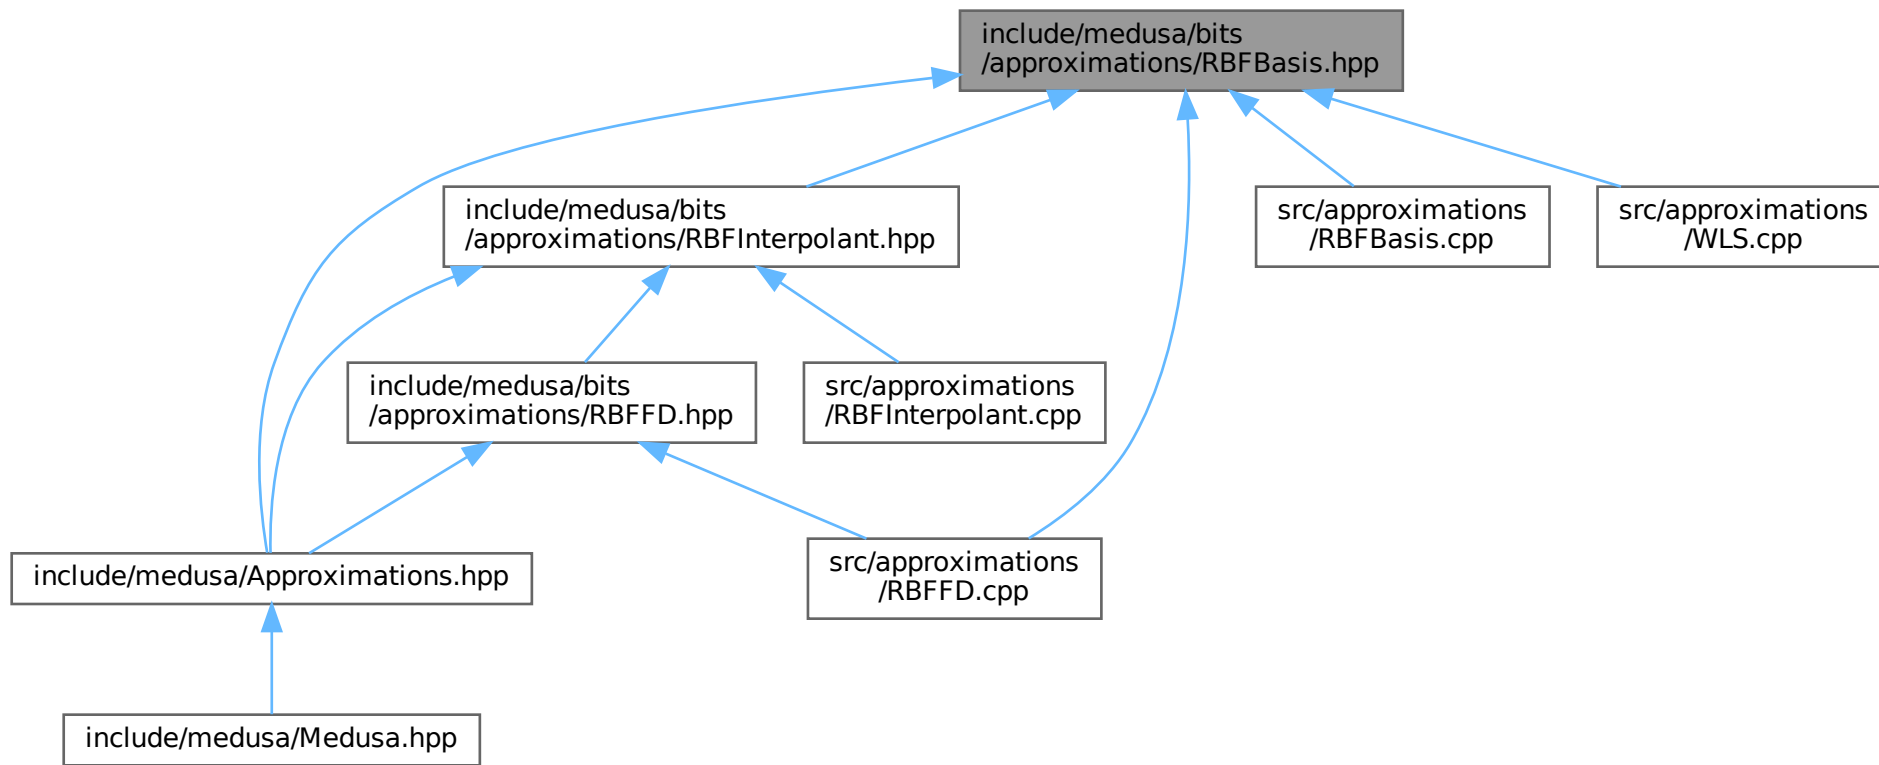 include/medusa/bits
/approximations/RBFBasis.hpp
include/medusa/bits
/approximations/RBFInterpolant.hpp
src/approximations
/RBFBasis.cpp
src/approximations
/WLS.cpp
include/medusa/bits
/approximations/RBFFD.hpp
src/approximations
/RBFInterpolant.cpp
include/medusa/Approximations.hpp
src/approximations
/RBFFD.cpp
include/medusa/Medusa.hpp